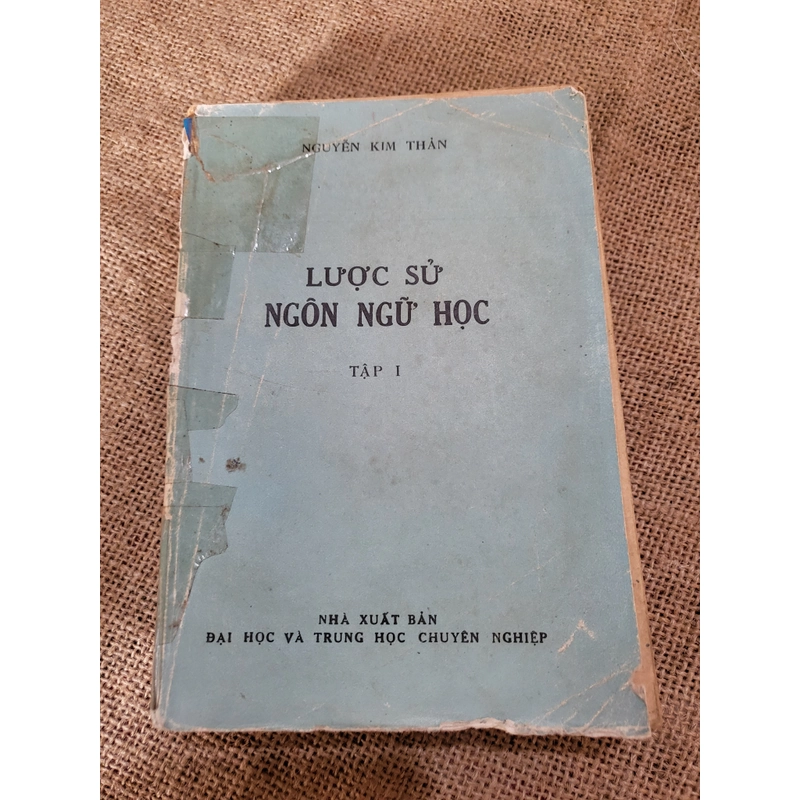 NGUYỄN KIM THẢN
LƯỢC SỬ
NGÔN NGỮ HỌC
TẬP I
NHÀ XUẤT BẢN
ĐẠI HỌC VÀ TRUNG HỌC CHUYÊN NGHIỆP